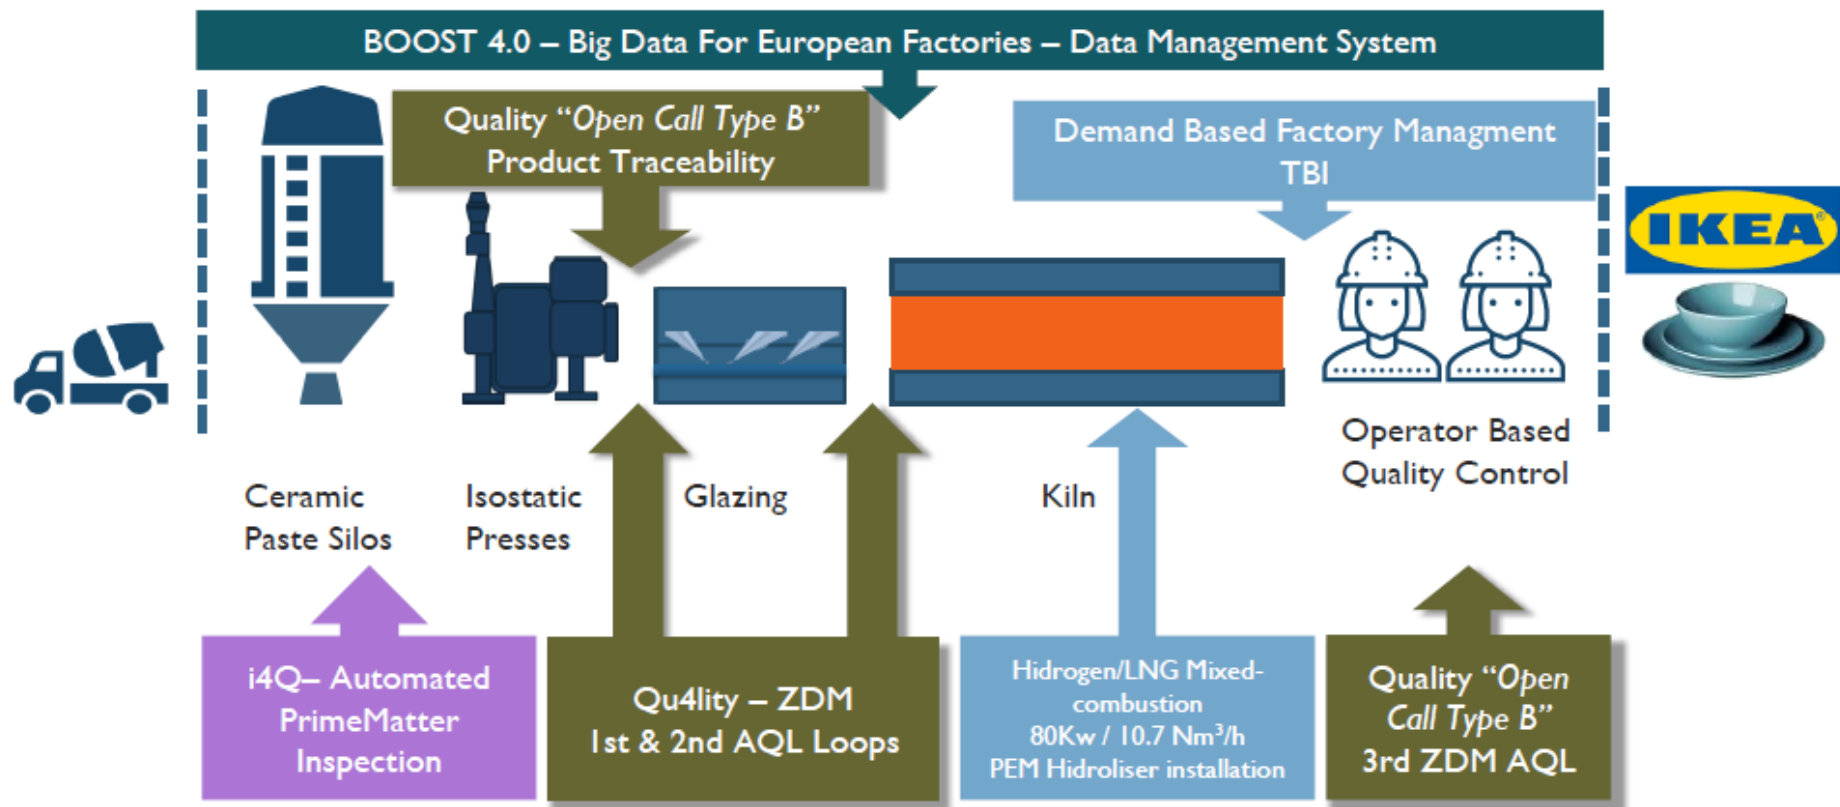 BOOST 4.0 – Big Data For European Factories – Data Management System
Quality “Open Call Type B”
Product Traceability
Demand Based Factory Managment
TBI
IKEA®
Operator Based
Quality Control
Ceramic
Paste Silos
Isostatic
Presses
Glazing
Kiln
i4Q– Automated
PrimeMatter
Inspection
Qu4lity – ZDM
1st & 2nd AQL Loops
Hidrogen/LNG Mixed-
combustion
80Kw / 10.7 Nm³/h
PEM Hidroliser installation
Quality “Open
Call Type B”
3rd ZDM AQL